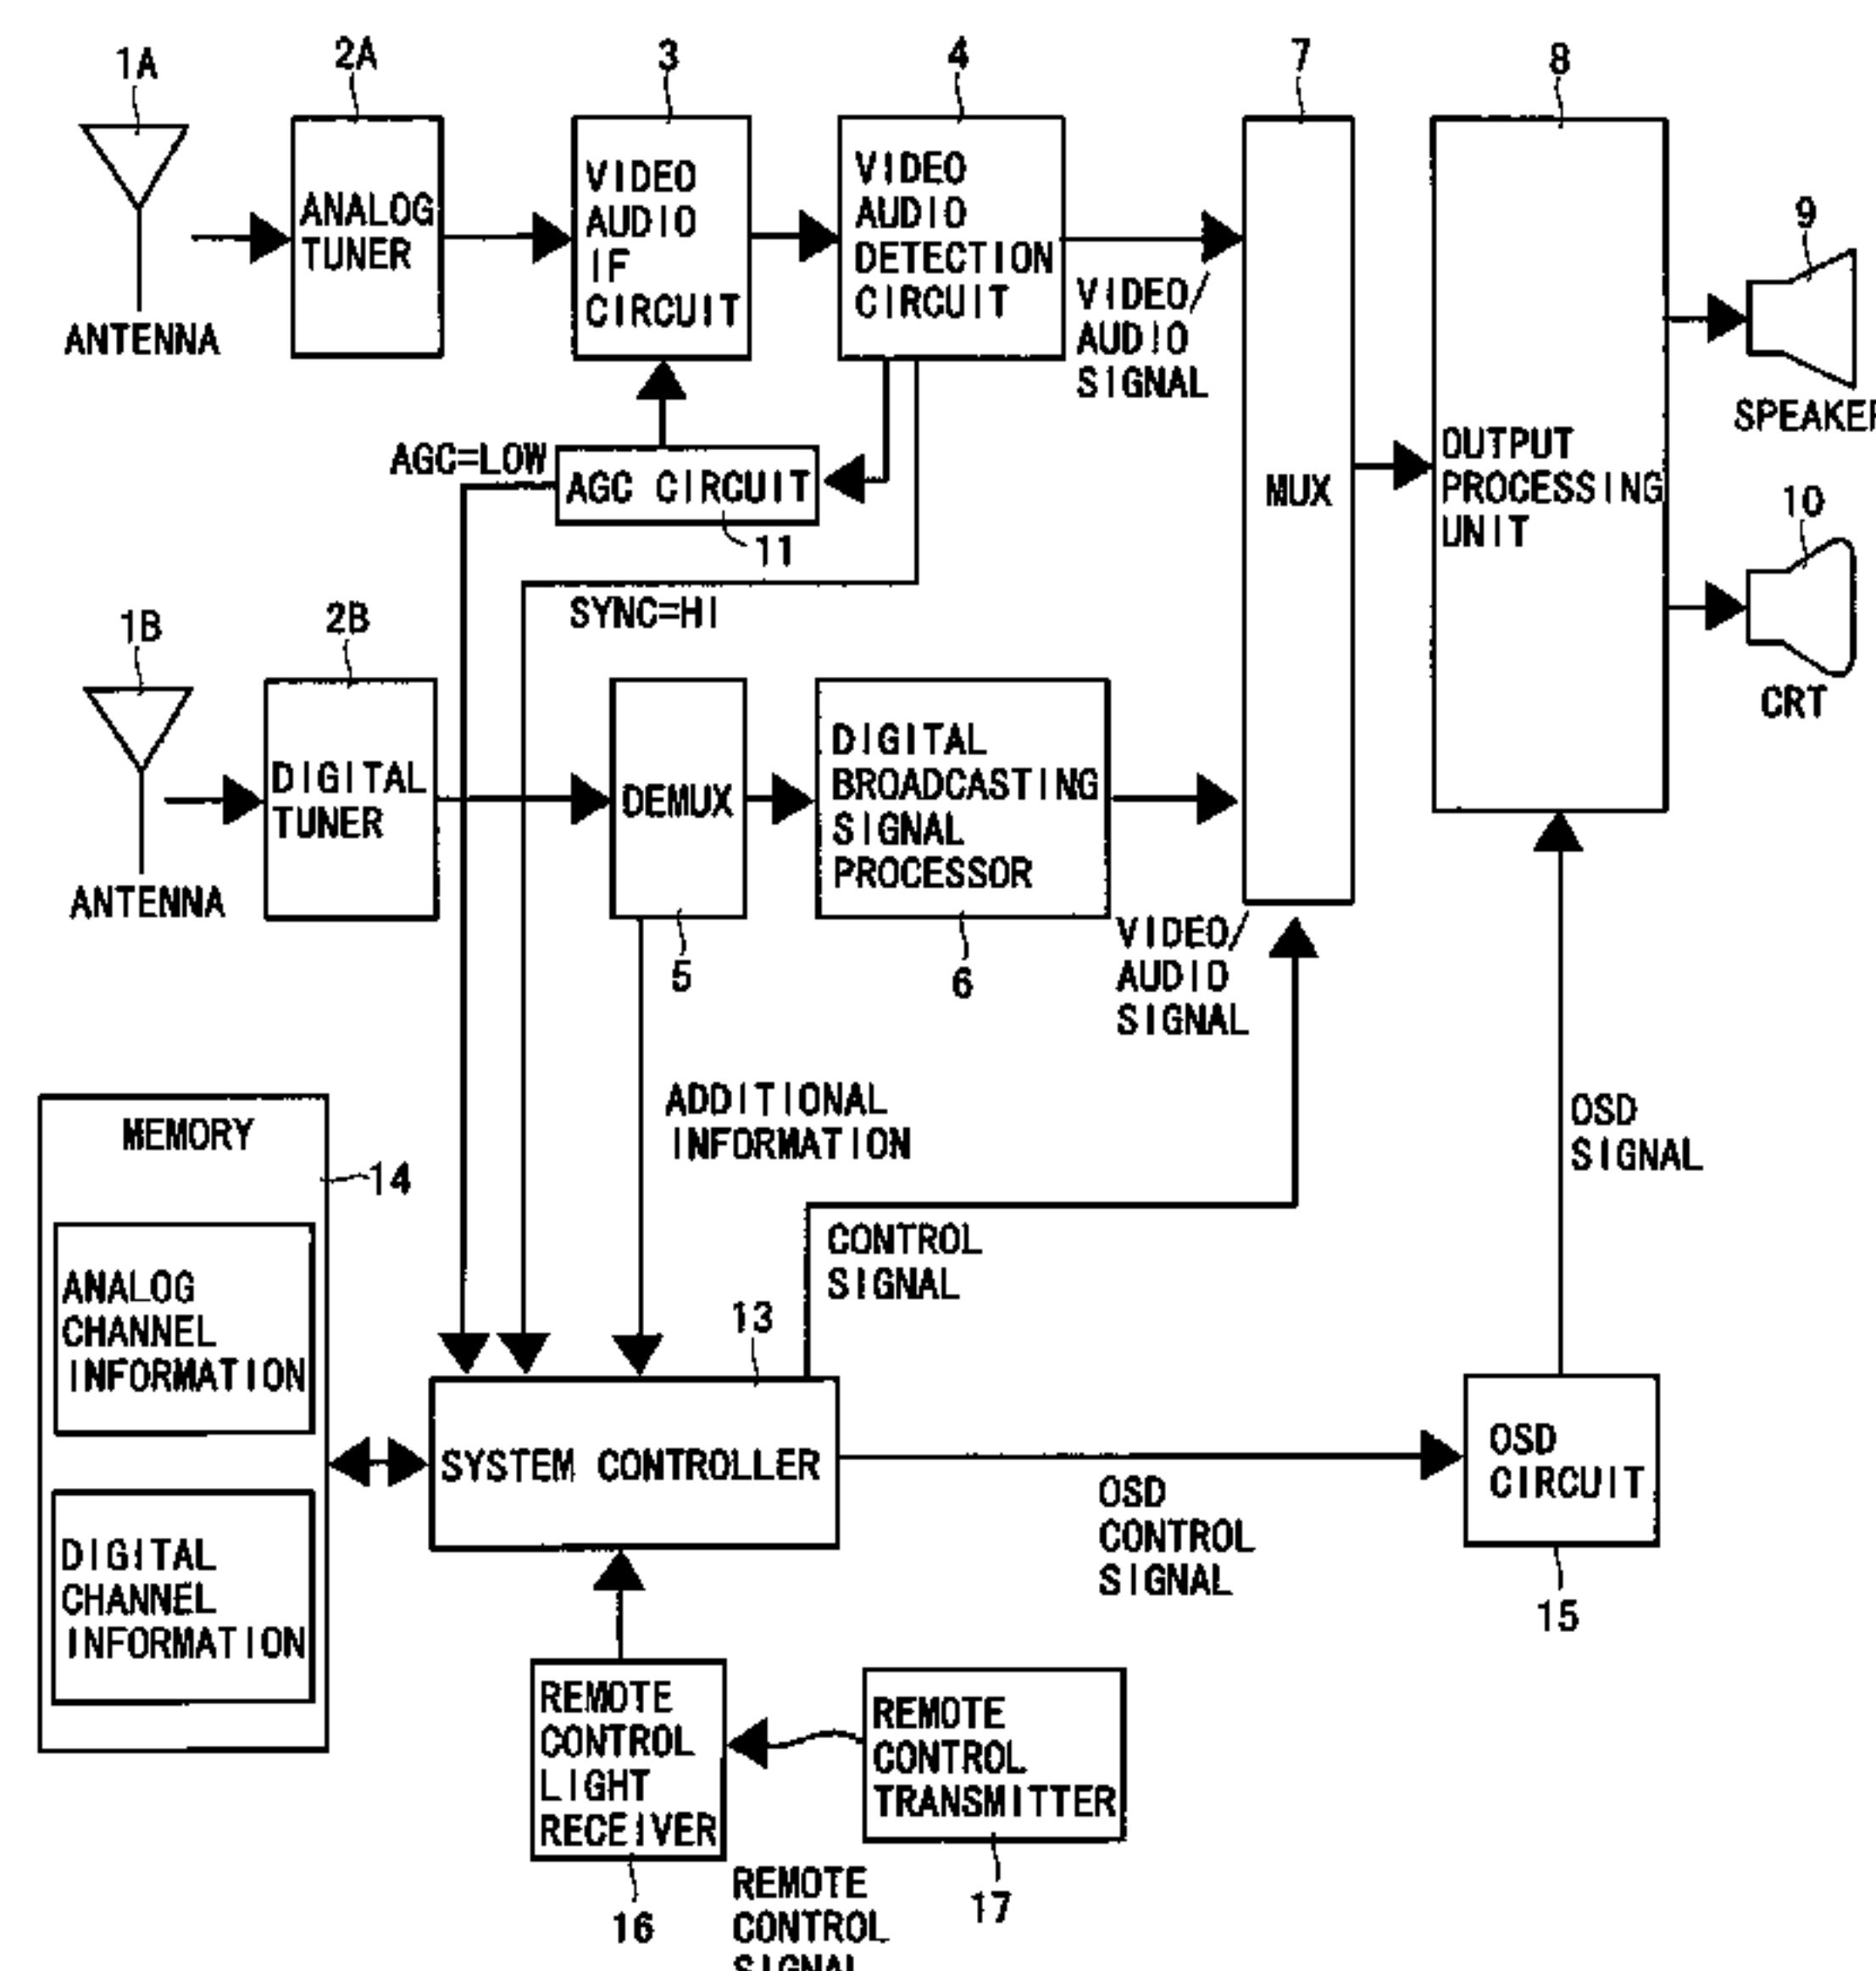 1A
2A
3
4
7
8
ANALOG
TUNER
VIDEO
AUDIO
IF
CIRCUIT
VIDEO
AUDIO
DETECTION
CIRCUIT
ANTENNA
VIDEO/
AUDIO
SIGNAL
9
SPEAKER
AGC=LOW
AGC CIRCUIT
11
MUX
OUTPUT
PROCESSING
UNIT
10
CRT
SYNC=HI
1B
2B
DIGITAL
TUNER
DEMUX
DIGITAL
BROADCASTING
SIGNAL
PROCESSOR
ANTENNA
5
6
VIDEO/
AUDIO
SIGNAL
MEMORY
14
ADDITIONAL
INFORMATION
OSD
SIGNAL
ANALOG
CHANNEL
INFORMATION
CONTROL
SIGNAL
13
SYSTEM CONTROLLER
OSD
CONTROL
SIGNAL
OSD
CIRCUIT
15
DIGITAL
CHANNEL
INFORMATION
REMOTE
CONTROL
LIGHT
RECEIVER
REMOTE
CONTROL
TRANSMITTER
16
17
REMOTE
CONTROL
SIGNAL